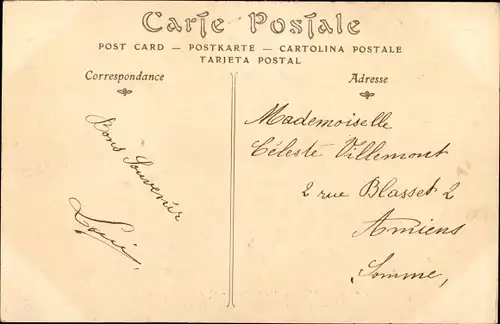 Carte Postale
POST CARD — POSTKARTE — CARTOLINA POSTALE
TARJETA POSTAL
Correspondance
Adresse
Bons Souvenir
Mademoiselle
Céleste Villemont
2 rue Blasset 2
Amiens
Somme,